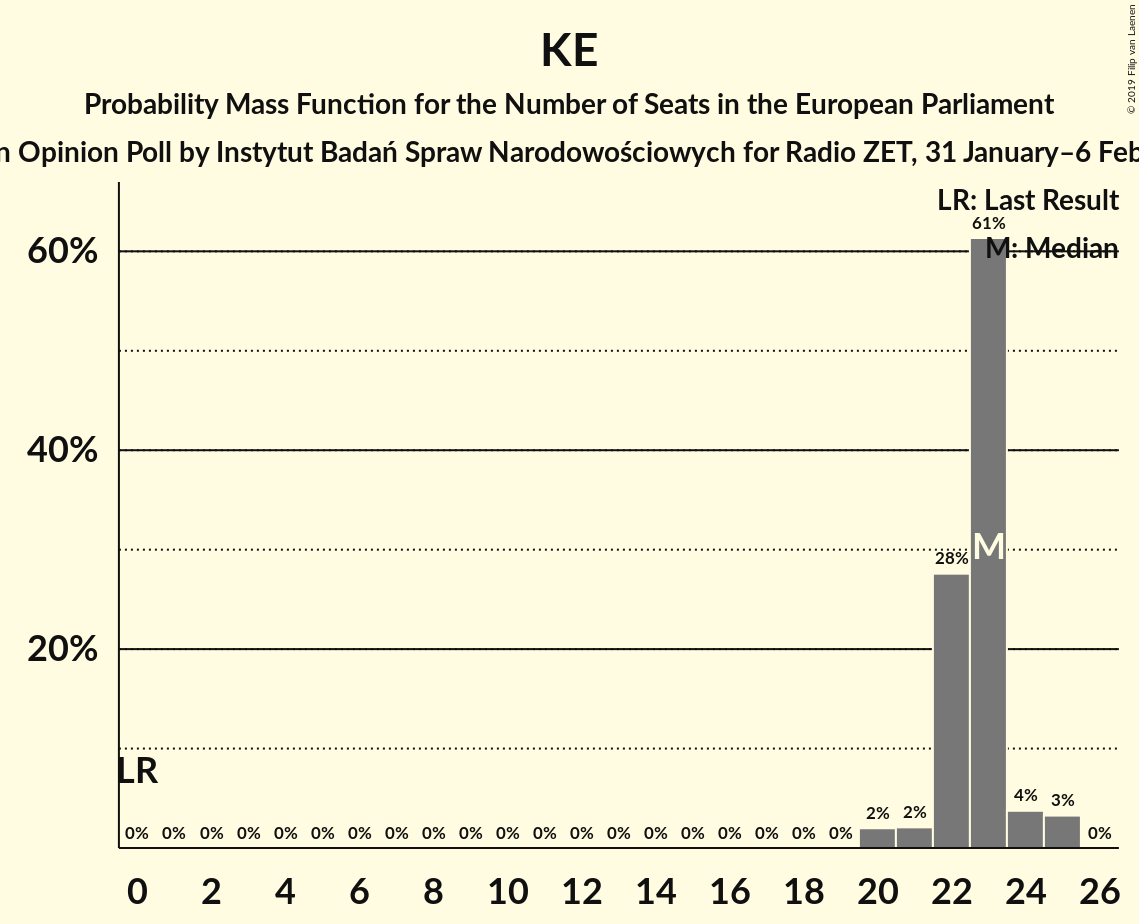 KE
Probability Mass Function for the Number of Seats in the European Parliament
n Opinion Poll by Instytut Badań Spraw Narodowościowych for Radio ZET, 31 January–6 Feb
© 2019 Filip van Laenen
LR: Last Result
M: Median
61%
60%
40%
M
28%
20%
LR
0% 0% 0% 0% 0% 0% 0% 0% 0% 0% 0% 0% 0% 0% 0% 0% 0% 0% 0% 0% 2% 2% 4% 3% 0%
0 2 4 6 8 10 12 14 16 18 20 22 24 26